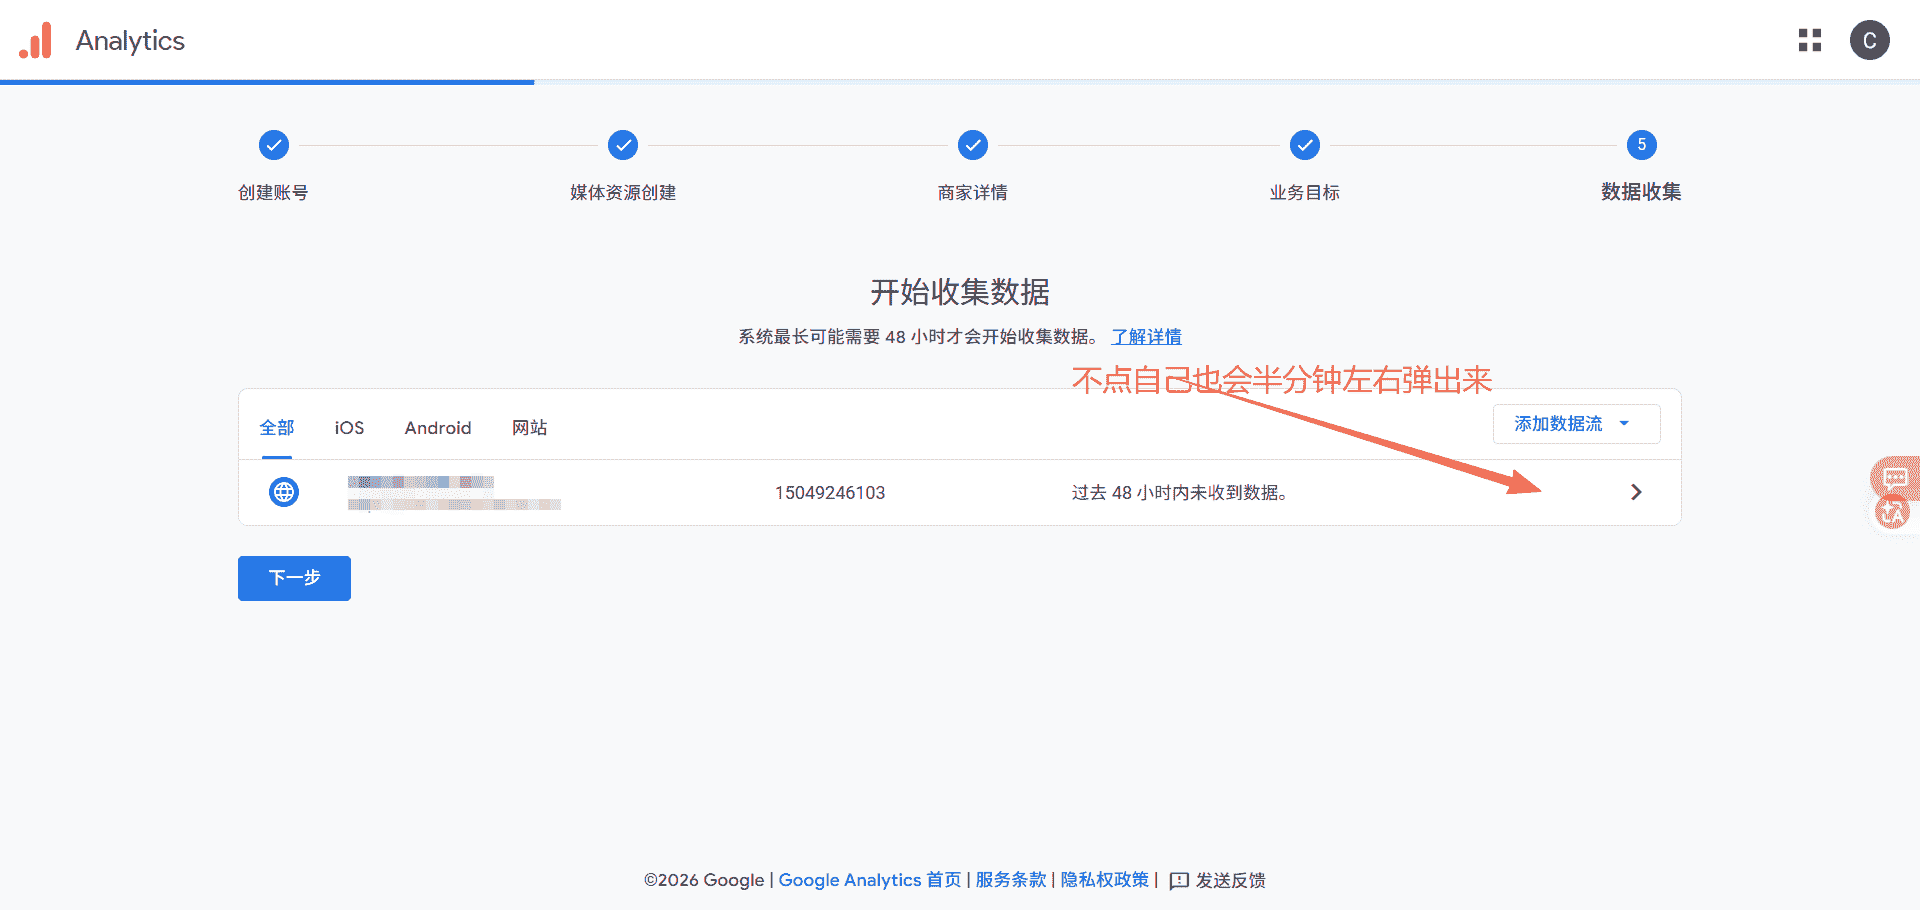 Analytics
C
5
创建账号
媒体资源创建
商家详情
业务目标
数据收集
开始收集数据
系统最长可能需要 48 小时才会开始收集数据。 了解详情
不点自己也会半分钟左右弹出来
全部
iOS
Android
网站
添加数据流
15049246103
过去 48 小时内未收到数据。
下一步
©2026 Google | Google Analytics 首页 | 服务条款 | 隐私权政策 | 发送反馈